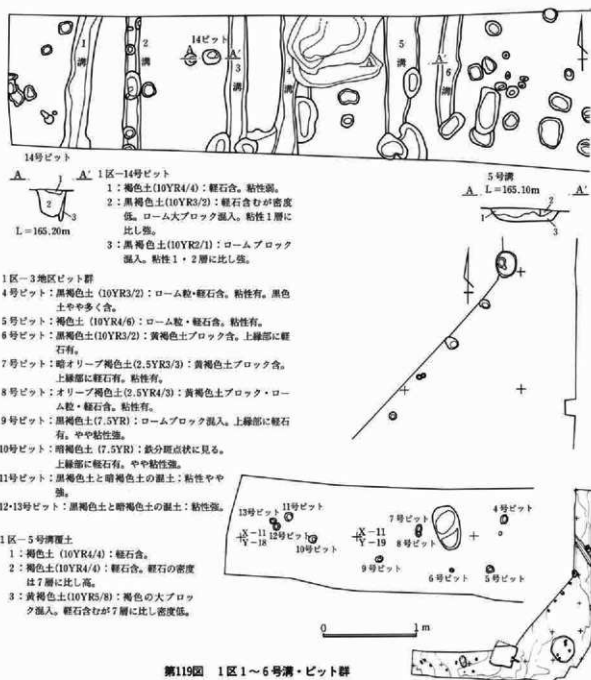 1溝
2溝
14ピット
A A'
3溝
4溝
A
5溝
A'
6溝
14号ピット
A A'
1
2
3
L=165.20m
1区-14号ピット
1:褐色土(10YR4/4):軽石含。粘性弱。
2:黒褐色土(10YR3/2):軽石含むが密度
低。ローム大ブロック混入。粘性1層に
比し強。
3:黒褐色土(10YR2/1):ロームブロック
混入。粘性1・2層に比し強。
5号溝
A L=165.10m A'
1 2
3
1区-3地区ピット群
4号ピット:黒褐色土(10YR3/2):ローム粒・軽石含。粘性有。黒色
土やや多く含。
5号ピット:褐色土(10YR4/6):ローム粒・軽石含。粘性有。
6号ピット:黒褐色土(10YR3/2):黄褐色土ブロック含。上縁部に軽
石有。
7号ピット:暗オリーブ褐色土(2.5YR3/3):黄褐色土ブロック含。
上縁部に軽石有。粘性有。
8号ピット:オリーブ褐色土(2.5YR4/3):黄褐色土ブロック・ロー
ム粒・軽石含。粘性有。
9号ピット:黒褐色土(7.5YR):ロームブロック混入。上縁部に軽石
有。やや粘性強。
10号ピット:暗褐色土(7.5YR):鉄分斑点状に見る。
上縁部に軽石有。やや粘性強。
11号ピット:黒褐色土と暗褐色土の混土:粘性やや
強。
12・13号ピット:黒褐色土と暗褐色土の混土:粘性強。
1区-5号溝覆土
1:褐色土(10YR4/4):軽石含。
2:褐色土(10YR4/4):軽石含。軽石の密度
は7層に比し高。
3:黄褐色土(10YR5/8):褐色の大ブロッ
ク混入。軽石含むが7層に比し密度低。
13号ピット 11号ピット
X-11
Y-18
12号ピット
10号ピット
X-11
Y-19
7号ピット
8号ピット
9号ピット
4号ピット
6号ピット
5号ピット
0 1m
第119図 1区1~6号溝・ピット群